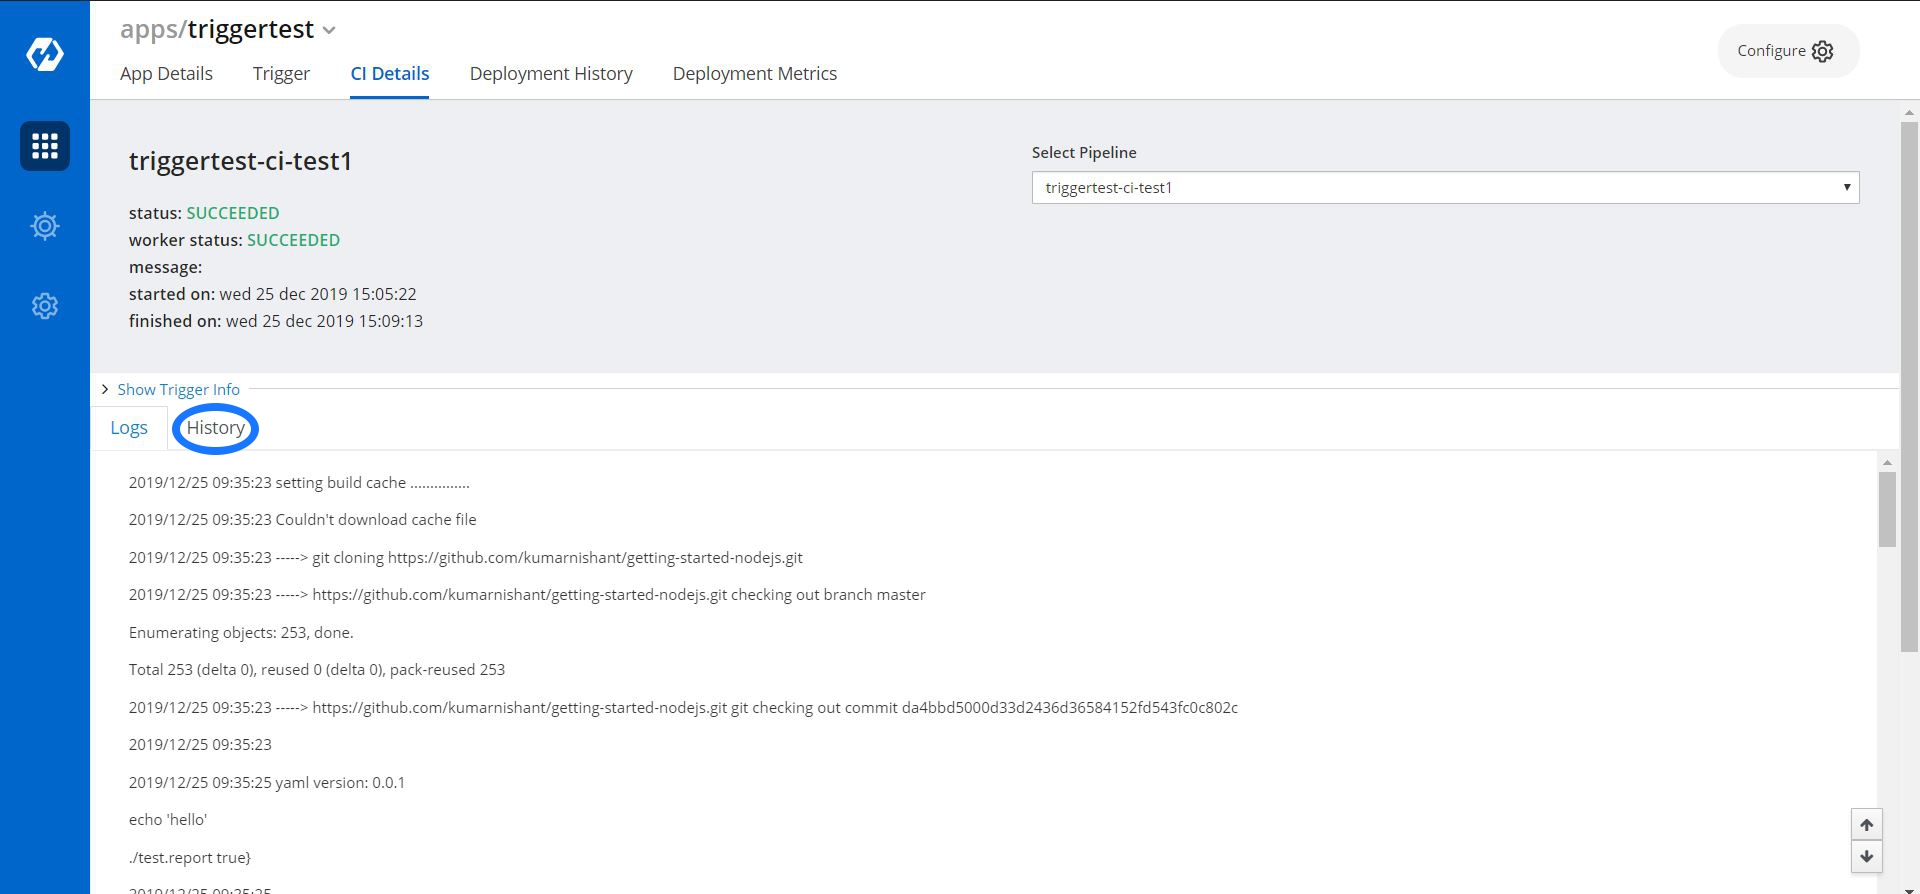 apps/triggertest
Configure
App Details Trigger CI Details Deployment History Deployment Metrics
triggertest-ci-test1
Select Pipeline
triggertest-ci-test1
status: SUCCEEDED
worker status: SUCCEEDED
message:
started on: wed 25 dec 2019 15:05:22
finished on: wed 25 dec 2019 15:09:13
Show Trigger Info
Logs History
2019/12/25 09:35:23 setting build cache ...............
2019/12/25 09:35:23 Couldn't download cache file
2019/12/25 09:35:23 -----> git cloning https://github.com/kumarnishant/getting-started-nodejs.git
2019/12/25 09:35:23 -----> https://github.com/kumarnishant/getting-started-nodejs.git checking out branch master
Enumerating objects: 253, done.
Total 253 (delta 0), reused 0 (delta 0), pack-reused 253
2019/12/25 09:35:23 -----> https://github.com/kumarnishant/getting-started-nodejs.git git checking out commit da4bbd5000d33d2436d36584152fd543fc0c802c
2019/12/25 09:35:23
2019/12/25 09:35:25 yaml version: 0.0.1
echo 'hello'
./test.report true}
2019/12/25 09:35:25